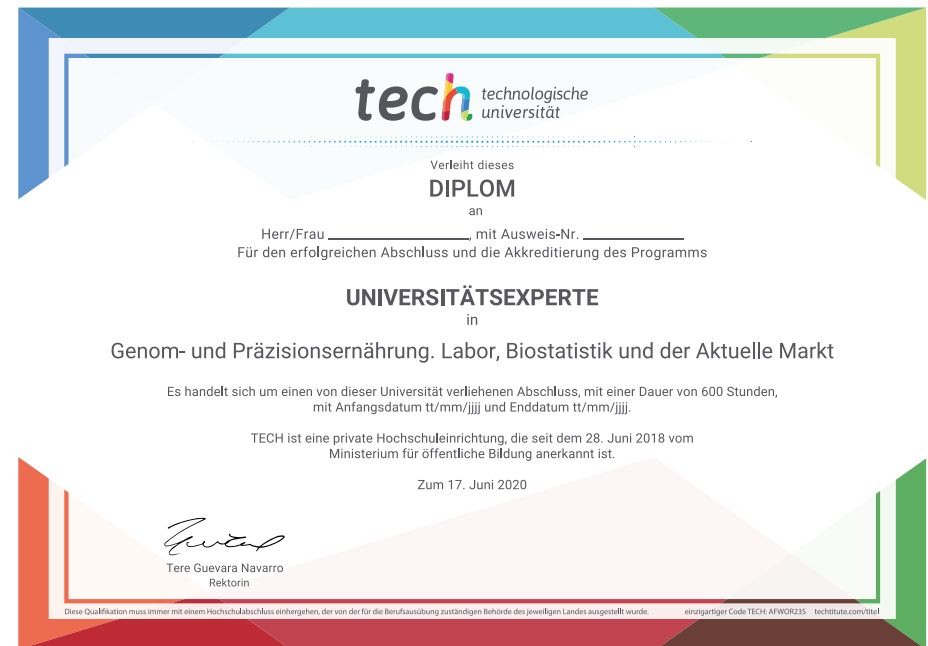 tech technologische
universität
Verleiht dieses
DIPLOM
an
Herr/Frau ____________, mit Ausweis-Nr. ____________
Für den erfolgreichen Abschluss und die Akkreditierung des Programms
UNIVERSITÄTSEXPERTE
in
Genom- und Präzisionsernährung. Labor, Biostatistik und der Aktuelle Markt
Es handelt sich um einen von dieser Universität verliehenen Abschluss, mit einer Dauer von 600 Stunden,
mit Anfangsdatum tt/mm/jjjj und Enddatum tt/mm/jjjj.
TECH ist eine private Hochschuleinrichtung, die seit dem 28. Juni 2018 vom
Ministerium für öffentliche Bildung anerkannt ist.
Zum 17. Juni 2020
Tere Guevara Navarro
Rektorin
Diese Qualifikation muss immer mit einem Hochschulabschluss einhergehen, der von der für die Berufsausübung zuständigen Behörde des jeweiligen Landes ausgestellt wurde. einzigartiger Code TECH: AFWOR23S techtitute.com/titel